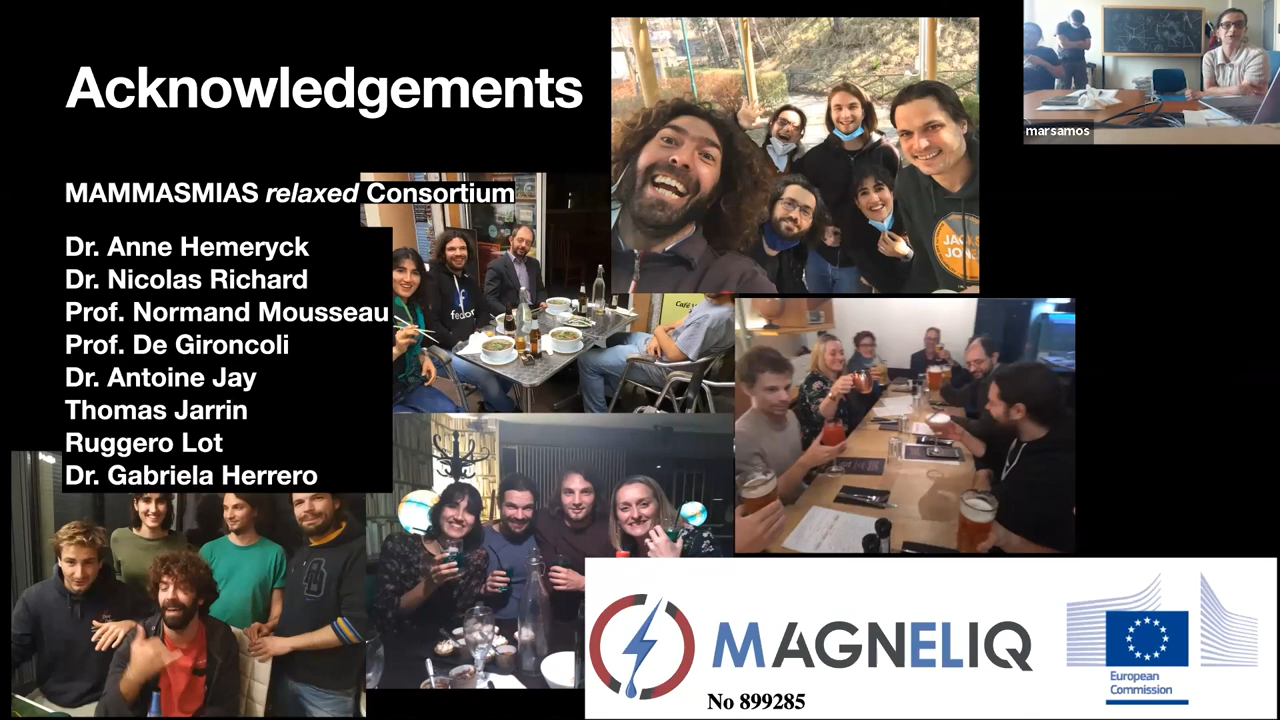 Acknowledgements
marsamos
MAMMASMIAS relaxed Consortium
Dr. Anne Hemeryck
Dr. Nicolas Richard
Prof. Normand Mousseau
Prof. De Gironcoli
Dr. Antoine Jay
Thomas Jarrin
Ruggero Lot
Dr. Gabriela Herrero
MAGNELIQ
No 899285
European
Commission